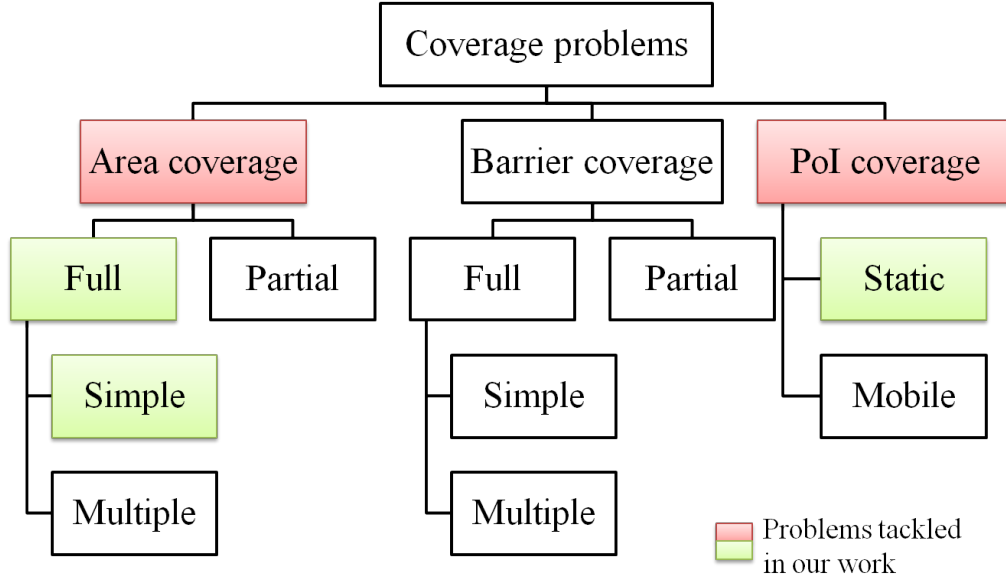 Coverage problems
Area coverage
Barrier coverage
PoI coverage
Full
Partial
Full
Partial
Static
Simple
Simple
Mobile
Multiple
Multiple
Problems tackled
in our work